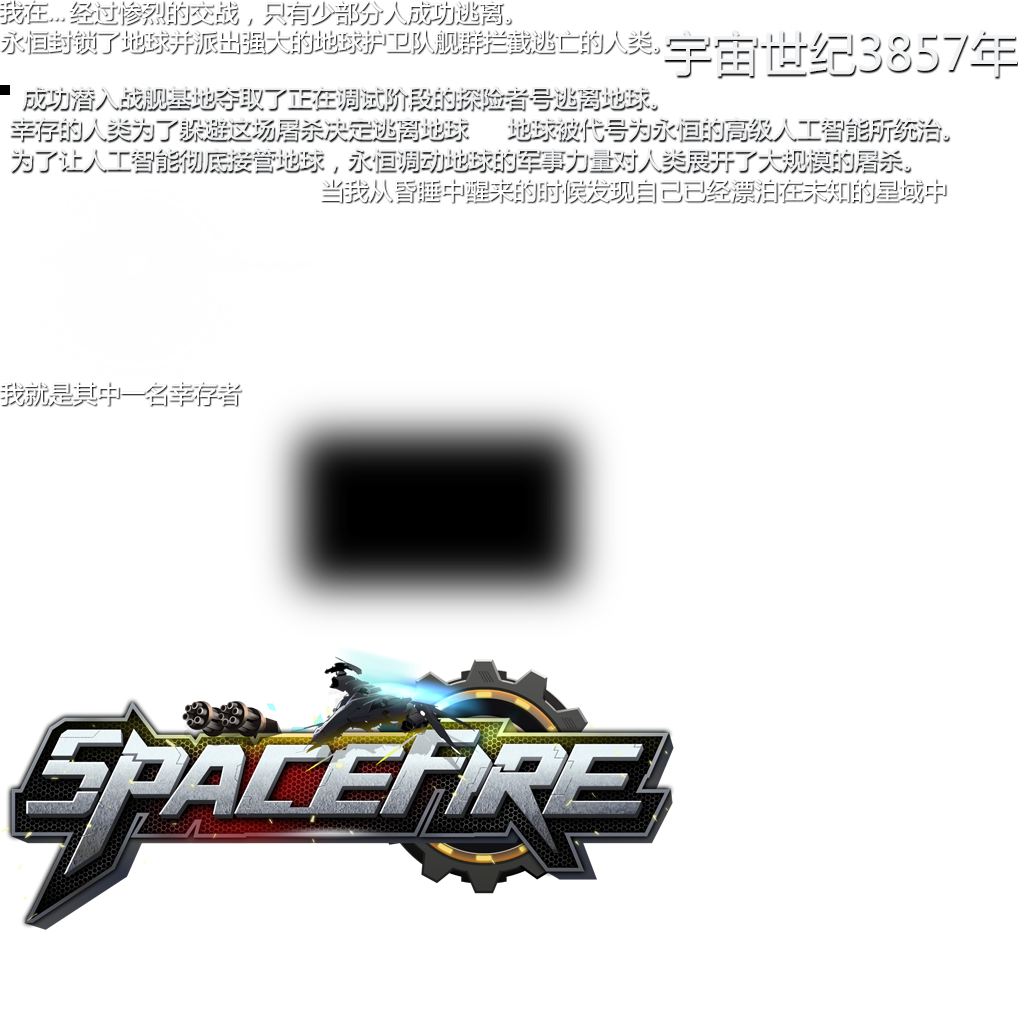 我在... 经过惨烈的交战，只有少部分人成功逃离。
永恒封锁了地球并派出强大的地球护卫队舰群拦截逃亡的人类。
宇宙世纪3857年
成功潜入战舰基地夺取了正在调试阶段的探险者号逃离地球。
幸存的人类为了躲避这场屠杀决定逃离地球
地球被代号为永恒的高级人工智能所统治。
为了让人工智能彻底接管地球，永恒调动地球的军事力量对人类展开了大规模的屠杀。
当我从昏睡中醒来的时候发现自己已经漂泊在未知的星域中
我就是其中一名幸存者
SPACEFIRE